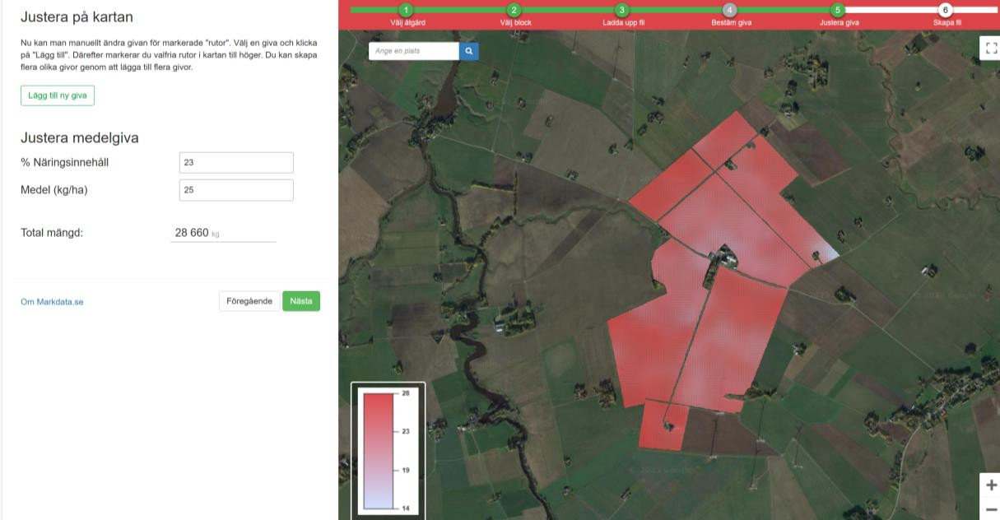 Justera på kartan
Nu kan man manuellt ändra givan för markerade "rutor". Välj en giva och klicka
på "Lägg till". Därefter markerar du valfria rutor i kartan till höger. Du kan skapa
flera olika givor genom att lägga till flera givor.
Lägg till ny giva
Justera medelgiva
% Näringsinnehåll 23
Medel (kg/ha) 25
Total mängd: 28 660 kg
Om Markdata.se
Föregående Nästa
1 2 3 4 5 6
Välj åtgärd Välj block Ladda upp fil Bestäm giva Justera giva Skapa fil
Ange en plats
28
23
19
14
+
−